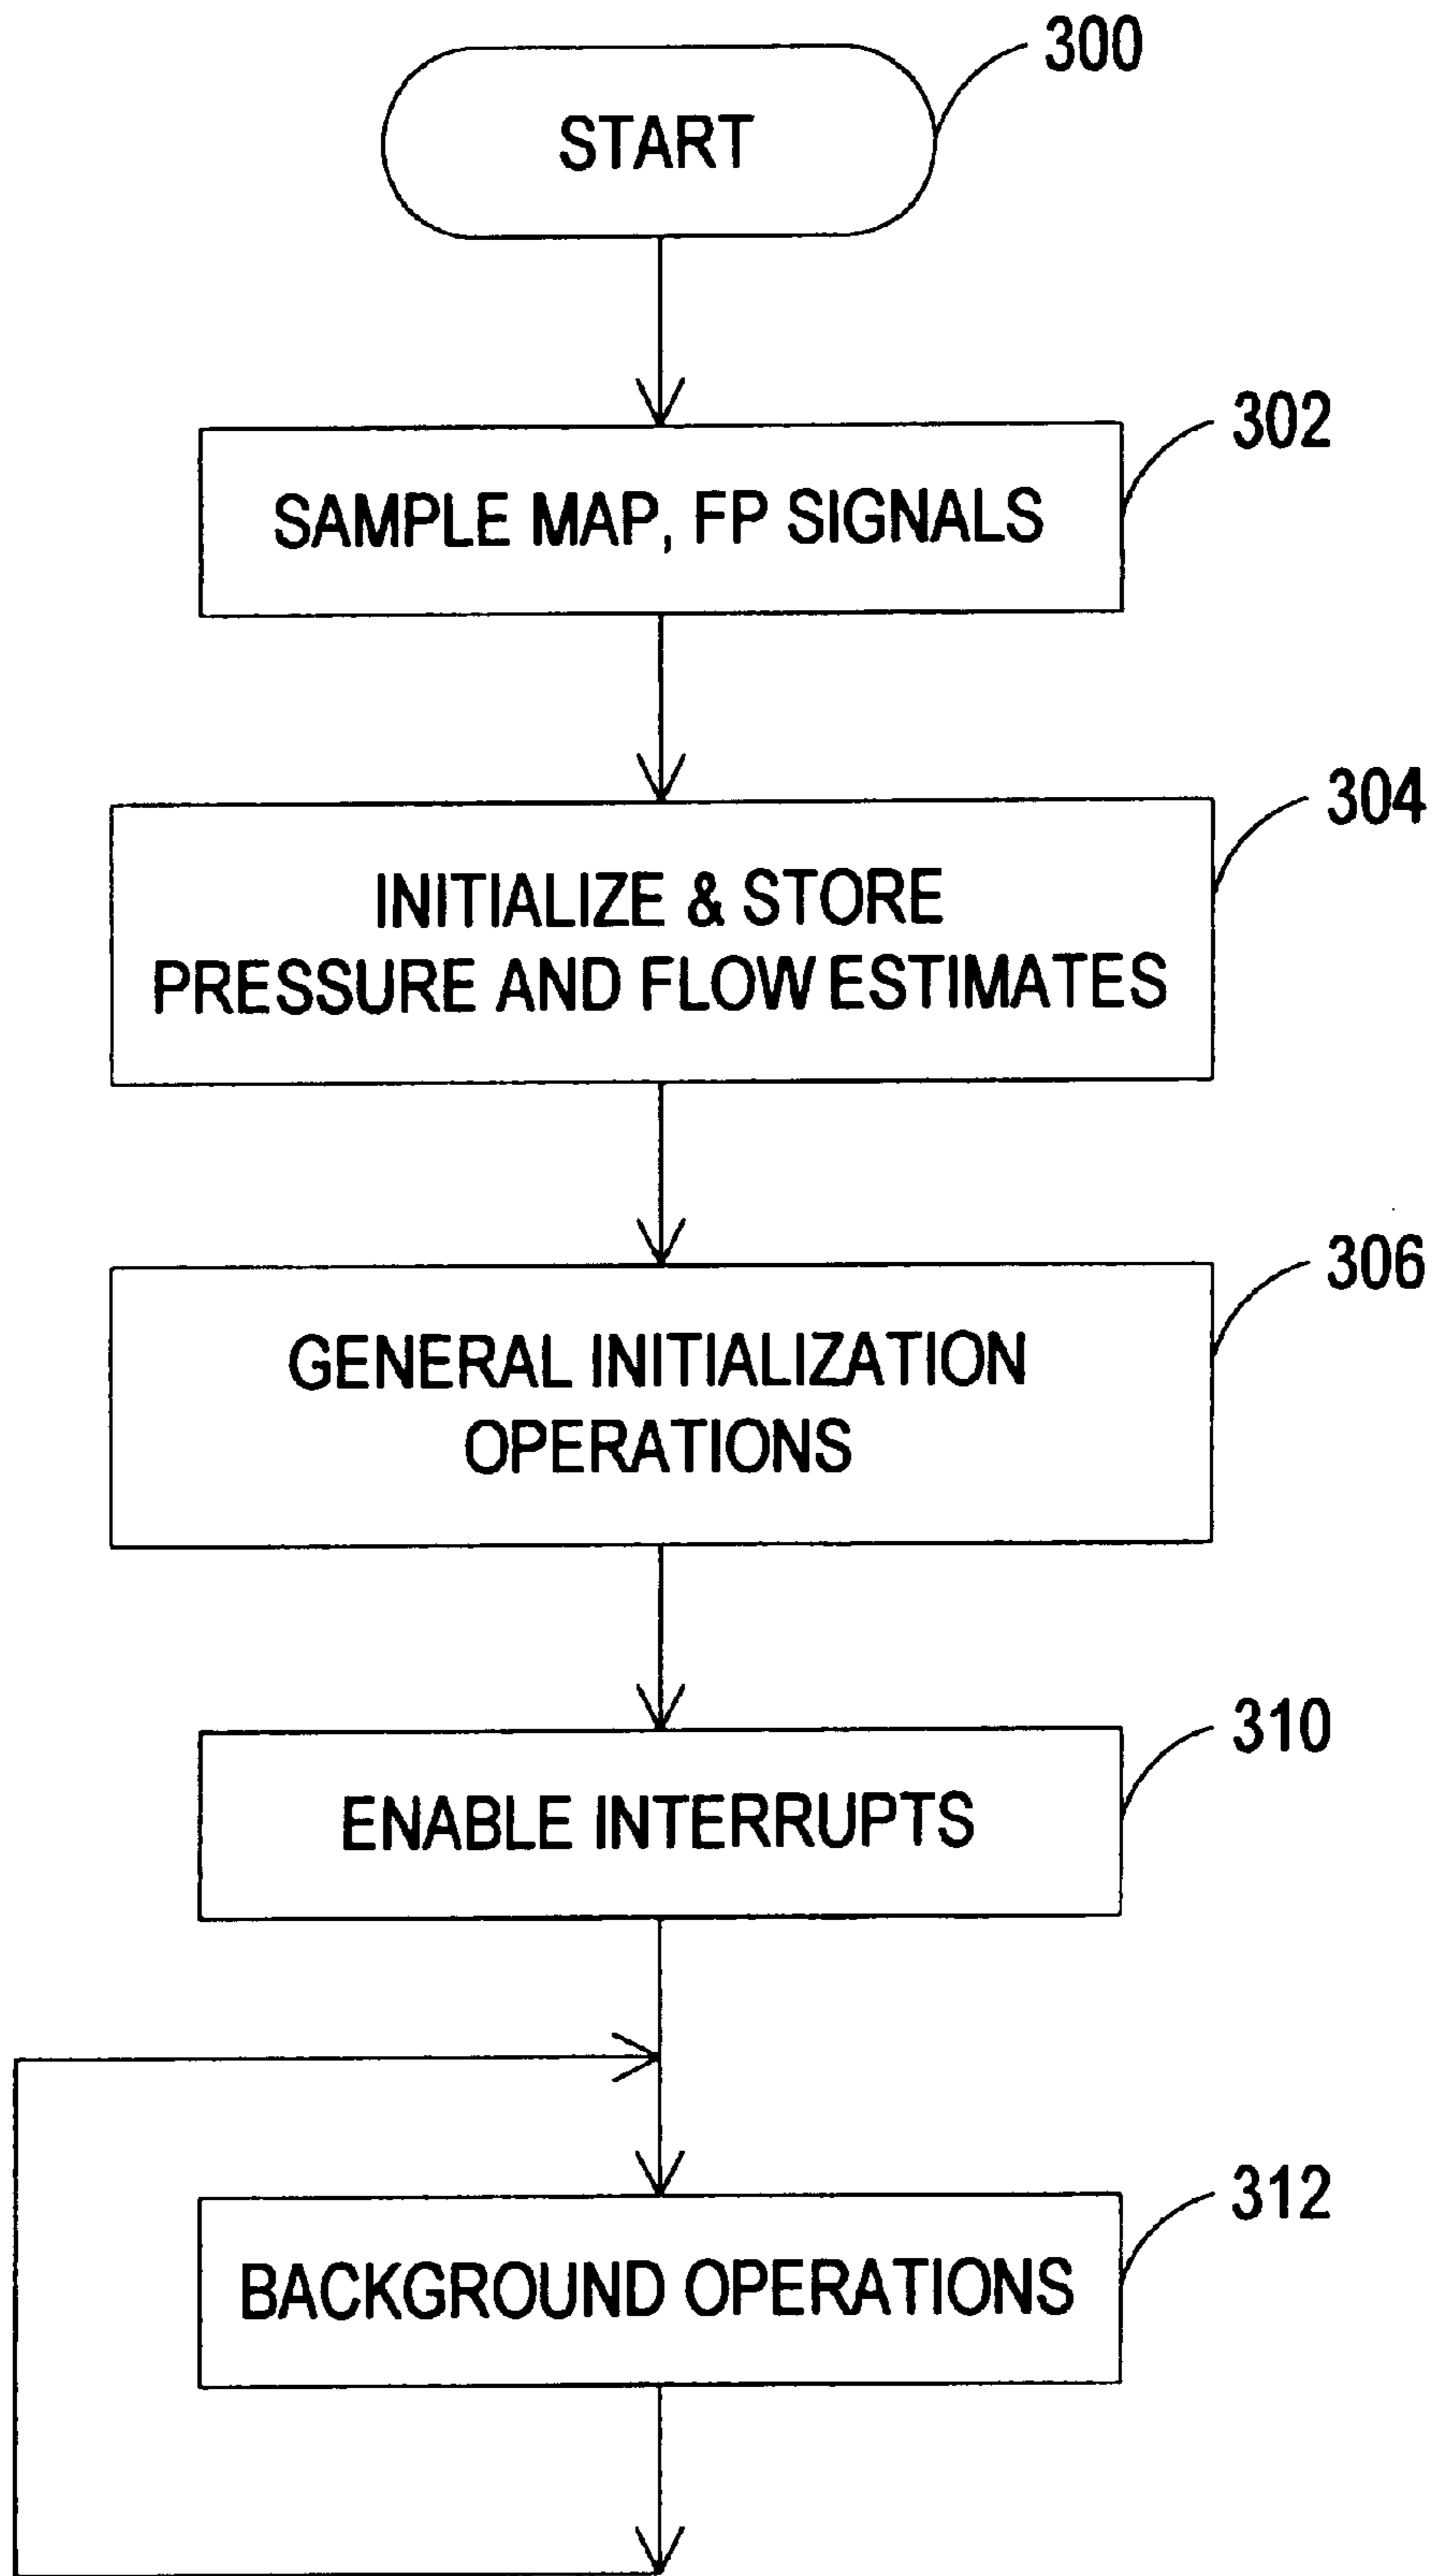 300
START
302
SAMPLE MAP, FP SIGNALS
304
INITIALIZE & STORE
PRESSURE AND FLOW ESTIMATES
306
GENERAL INITIALIZATION
OPERATIONS
310
ENABLE INTERRUPTS
312
BACKGROUND OPERATIONS